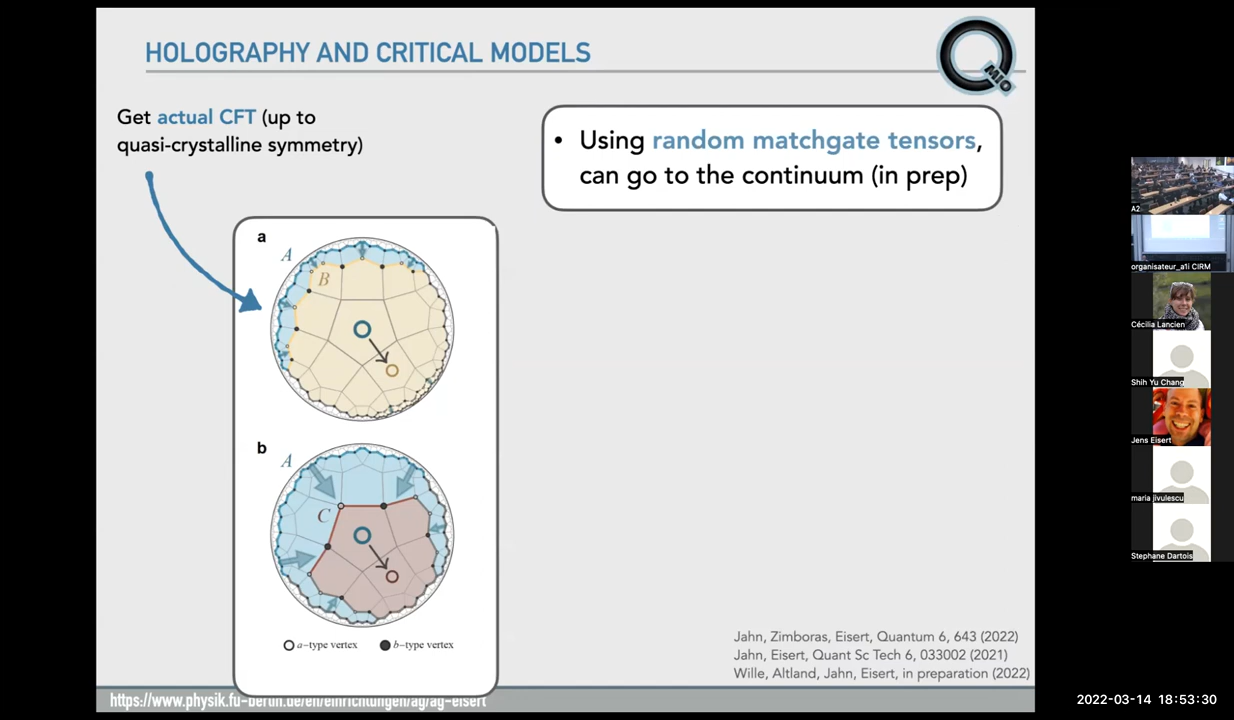 HOLOGRAPHY AND CRITICAL MODELS
QMIO
Get actual CFT (up to
quasi-crystalline symmetry)
• Using random matchgate tensors,
can go to the continuum (in prep)
a
A
B
b
A
C
a-type vertex
b-type vertex
Jahn, Zimboras, Eisert, Quantum 6, 643 (2022)
Jahn, Eisert, Quant Sc Tech 6, 033002 (2021)
Wille, Altland, Jahn, Eisert, in preparation (2022)
https://www.physik.fu-berlin.de/en/einrichtungen/ag/ag-eisert
A2
organisateur_a1i CIRM
Cécilia Lancien
Shih Yu Chang
Jens Eisert
maria jivulescu
Stephane Dartois
2022-03-14 18:53:30